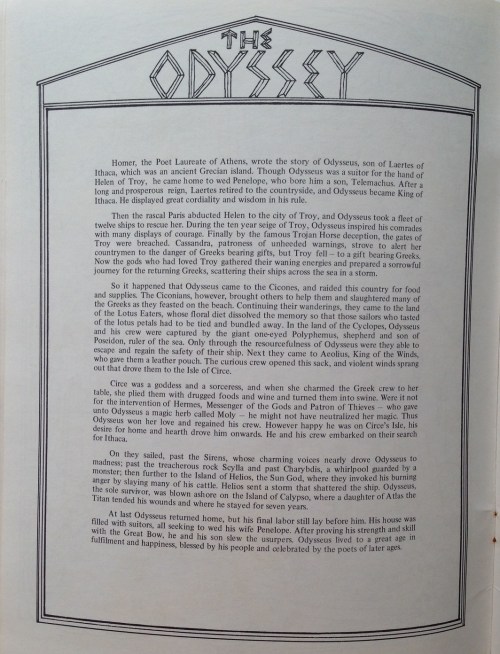 THE
ODYSSEY
Homer, the Poet Laureate of Athens, wrote the story of Odysseus, son of Laertes of
Ithaca, which was an ancient Grecian island. Though Odysseus was a suitor for the hand of
Helen of Troy, he came home to wed Penelope, who bore him a son, Telemachus. After a
long and prosperous reign, Laertes retired to the countryside, and Odysseus became King of
Ithaca. He displayed great cordiality and wisdom in his rule.
Then the rascal Paris abducted Helen to the city of Troy, and Odysseus took a fleet of
twelve ships to rescue her. During the ten year seige of Troy, Odysseus inspired his comrades
with many displays of courage. Finally by the famous Trojan Horse deception, the gates of
Troy were breached. Cassandra, patroness of unheeded warnings, strove to alert her
countrymen to the danger of Greeks bearing gifts, but Troy fell – to a gift bearing Greeks.
Now the gods who had loved Troy gathered their waning energies and prepared a sorrowful
journey for the returning Greeks, scattering their ships across the sea in a storm.
So it happened that Odysseus came to the Cicones, and raided this country for food
and supplies. The Ciconians, however, brought others to help them and slaughtered many of
the Greeks as they feasted on the beach. Continuing their wanderings, they came to the land
of the Lotus Eaters, whose floral diet dissolved the memory so that those sailors who tasted
of the lotus petals had to be tied and bundled away. In the land of the Cyclopes, Odysseus
and his crew were captured by the giant one-eyed Polyphemus, shepherd and son of
Poseidon, ruler of the sea. Only through the resourcefulness of Odysseus were they able to
escape and regain the safety of their ship. Next they came to Aeolius, King of the Winds,
who gave them a leather pouch. The curious crew opened this sack, and violent winds sprang
out that drove them to the Isle of Circe.
Circe was a goddess and a sorceress, and when she charmed the Greek crew to her
table, she plied them with drugged foods and wine and turned them into swine. Were it not
for the intervention of Hermes, Messenger of the Gods and Patron of Thieves – who gave
unto Odysseus a magic herb called Moly – he might not have neutralized her magic. Thus
Odysseus won her love and regained his crew. However happy he was on Circe's Isle, his
desire for home and hearth drove him onwards. He and his crew embarked on their search
for Ithaca.
On they sailed, past the Sirens, whose charming voices nearly drove Odysseus to
madness; past the treacherous rock Scylla and past Charybdis, a whirlpool guarded by a
monster; then further to the Island of Helios, the Sun God, where they invoked his burning
anger by slaying many of his cattle. Helios sent a storm that shattered the ship. Odysseus,
the sole survivor, was blown ashore on the Island of Calypso, where a daughter of Atlas the
Titan tended his wounds and where he stayed for seven years.
At last Odysseus returned home, but his final labor still lay before him. His house was
filled with suitors, all seeking to wed his wife Penelope. After proving his strength and skill
with the Great Bow, he and his son slew the usurpers. Odysseus lived to a great age in
fulfillment and happiness, blessed by his people and celebrated by the poets of later ages.